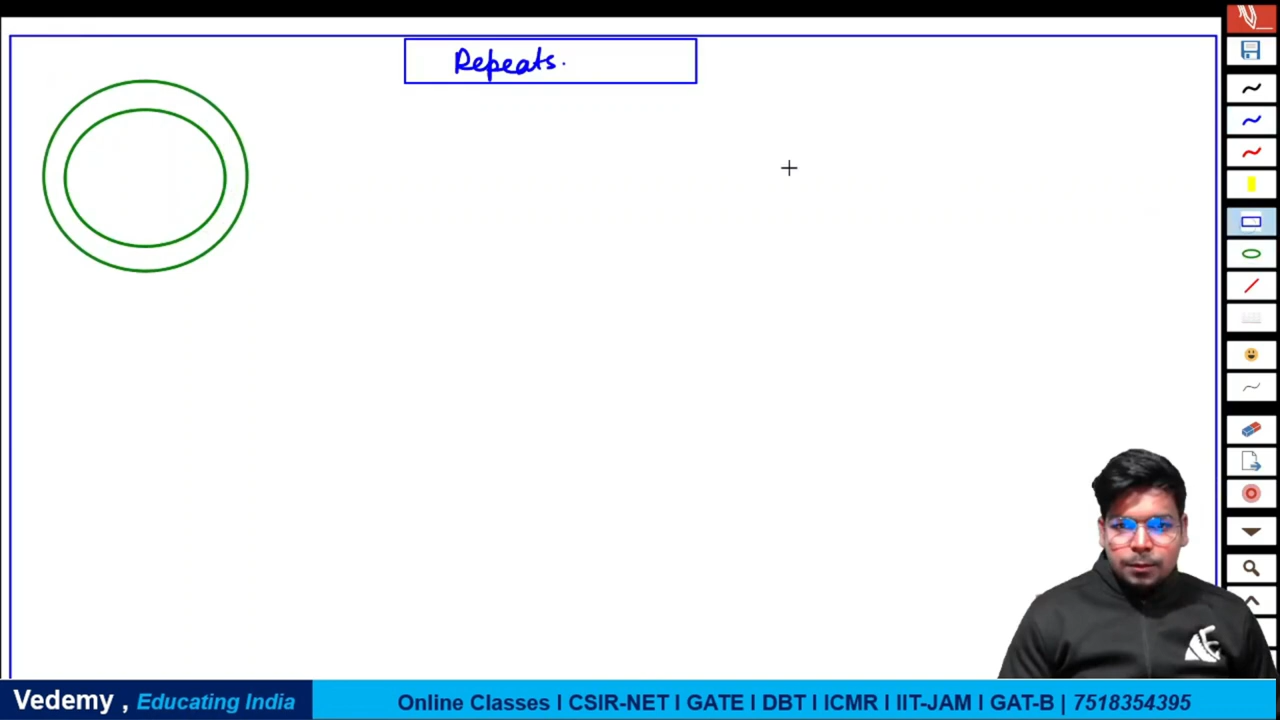 Repeats.
Vedemy , Educating India
Online Classes I CSIR-NET I GATE I DBT I ICMR I IIT-JAM I GAT-B | 7518354395